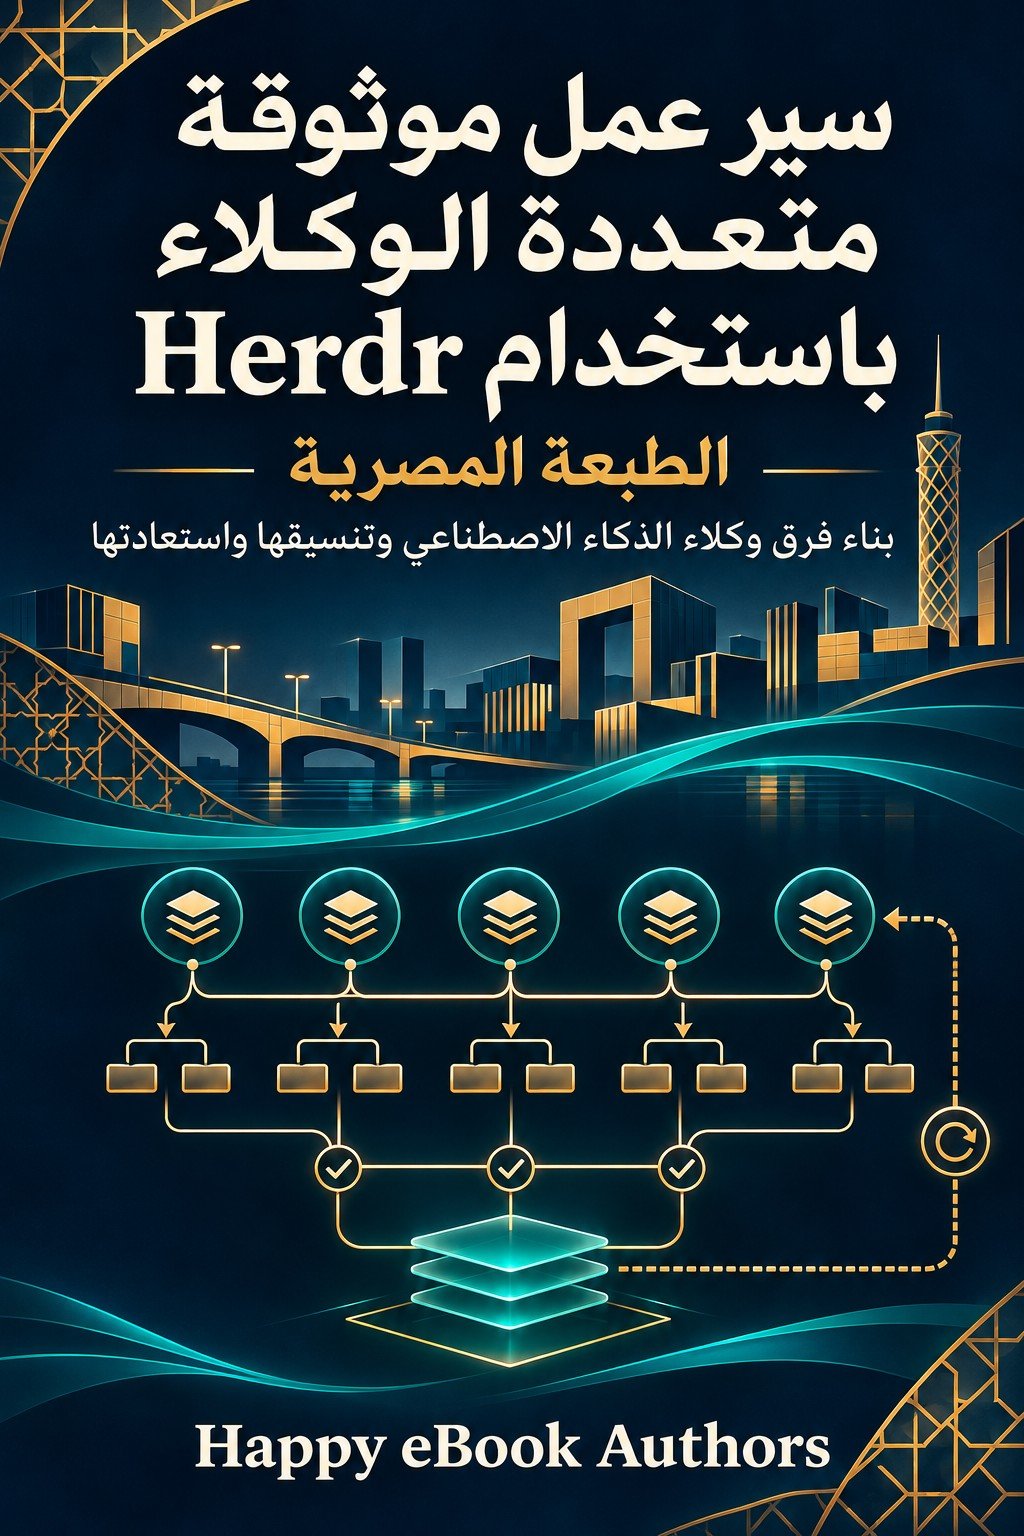 سير عمل موثوقة
متعددة الوكلاء
باستخدام Herdr
الطبعة المصرية
بناء فرق وكلاء الذكاء الاصطناعي وتنسيقها واستعادتها
Happy eBook Authors